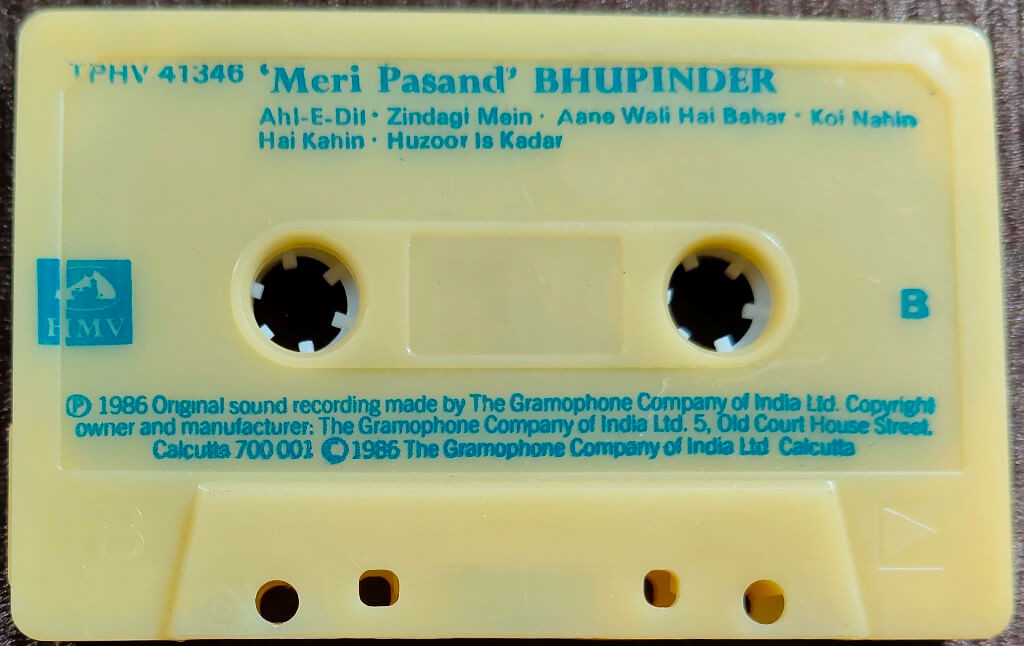 TPHV 41346 'Meri Pasand' BHUPINDER
Ahl-E-Dil · Zindagi Mein · Aane Wali Hai Bahar · Koi Nahin
Hai Kahin · Huzoor Is Kadar
HMV
B
Ⓟ 1986 Original sound recording made by The Gramophone Company of India Ltd. Copyright
owner and manufacturer: The Gramophone Company of India Ltd. 5, Old Court House Street.
Calcutta 700 001 © 1986 The Gramophone Company of India Ltd Calcutta
B